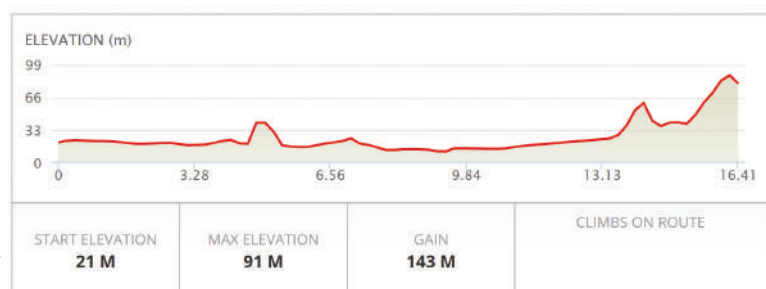 ELEVATION (m)
99
66
33
0
0 3.28 6.56 9.84 13.13 16.41
START ELEVATION
21 M
MAX ELEVATION
91 M
GAIN
143 M
CLIMBS ON ROUTE